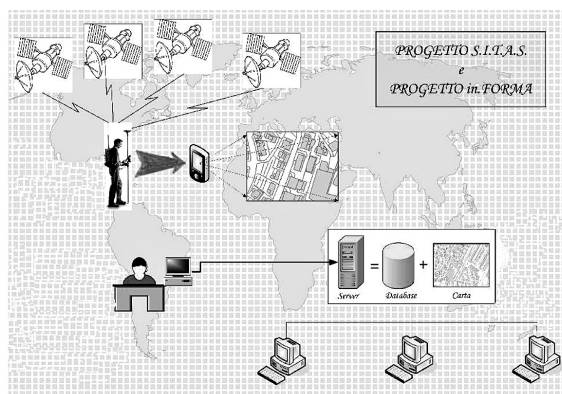 PROGETTO S.I.T.A.S.
e
PROGETTO in.FORMA
= +
Server Database Carta